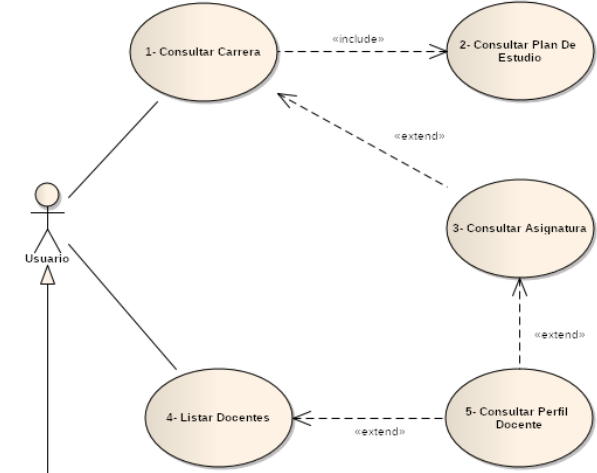 «include»
1- Consultar Carrera
2- Consultar Plan De
Estudio
«extend»
3- Consultar Asignatura
Usuario
«extend»
4- Listar Docentes
5- Consultar Perfil
Docente
«extend»